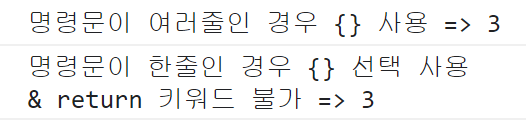 명령문이 여러줄인 경우 {} 사용 => 3
명령문이 한줄인 경우 {} 선택 사용
& return 키워드 불가 => 3